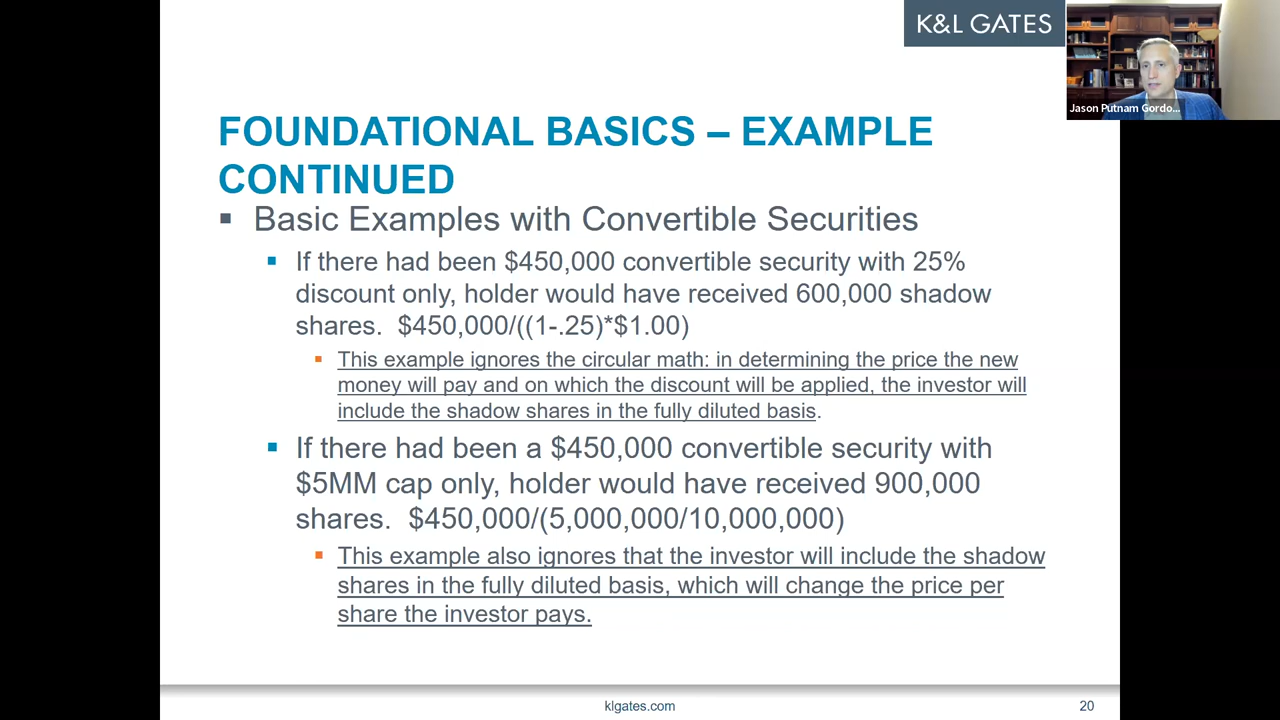 K&L GATES
Jason Putnam Gordo...
FOUNDATIONAL BASICS – EXAMPLE
CONTINUED
▪ Basic Examples with Convertible Securities
▪ If there had been $450,000 convertible security with 25%
discount only, holder would have received 600,000 shadow
shares. $450,000/((1-.25)*$1.00)
▪ This example ignores the circular math: in determining the price the new
money will pay and on which the discount will be applied, the investor will
include the shadow shares in the fully diluted basis.
▪ If there had been a $450,000 convertible security with
$5MM cap only, holder would have received 900,000
shares. $450,000/(5,000,000/10,000,000)
▪ This example also ignores that the investor will include the shadow
shares in the fully diluted basis, which will change the price per
share the investor pays.
klgates.com
20